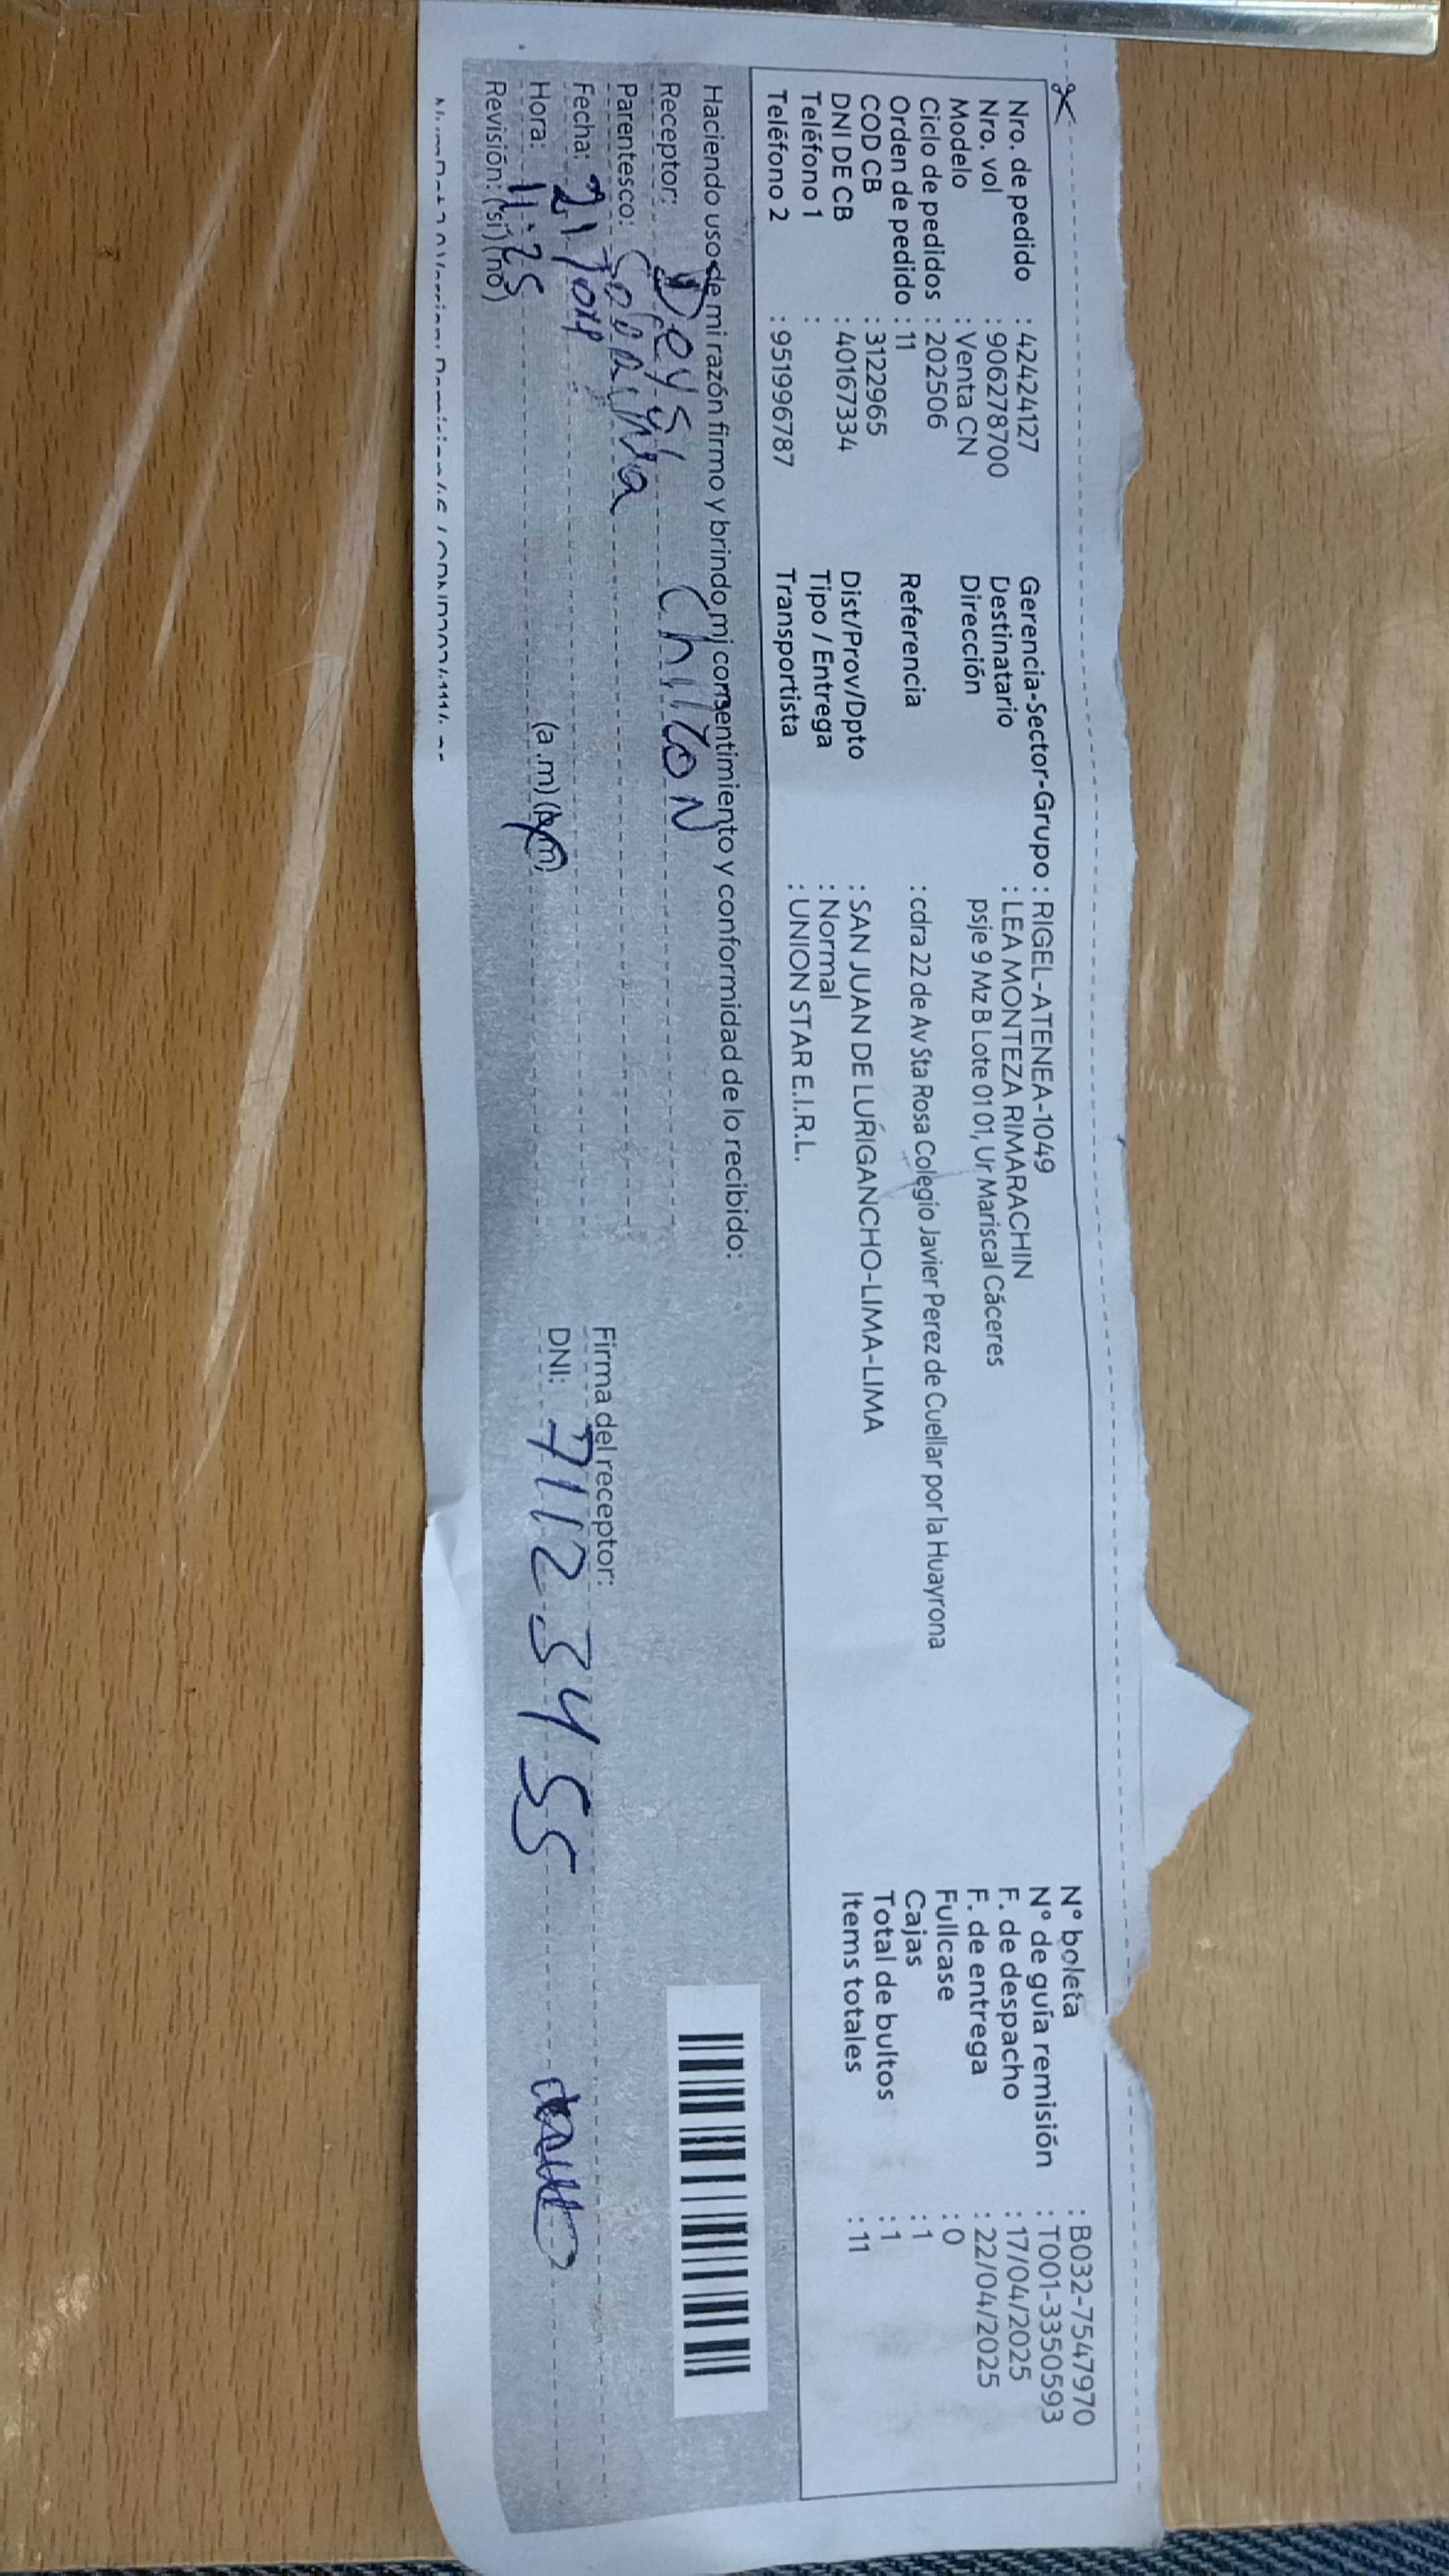 Nro. de pedido : 42424127
Nro. vol : 906278700
Modelo : Venta CN
Ciclo de pedidos : 202506
Orden de pedido : 11
COD CB : 3122965
DNI DE CB : 40167334
Teléfono 1 :
Teléfono 2 : 951996787
Gerencia-Sector-Grupo : RIGEL-ATENEA-1049
Destinatario : LEA MONTEZA RIMARACHIN
Dirección psje 9 Mz B Lote 01 01, Ur Mariscal Cáceres
Referencia : cdra 22 de Av Sta Rosa Colegio Javier Perez de Cuellar por la Huayrona
Dist/Prov/Dpto : SAN JUAN DE LURIGANCHO-LIMA-LIMA
Tipo / Entrega : Normal
Transportista : UNION STAR E.I.R.L.
N° boleta : B032-7547970
N° de guía remisión : T001-3350593
F. de despacho : 17/04/2025
F. de entrega : 22/04/2025
Fullcase : 0
Cajas : 1
Total de bultos : 1
Items totales : 11
Haciendo uso de mi razón firmo y brindo mi consentimiento y conformidad de lo recibido:
Receptor: Deysi Chilzon
Parentesco:
Fecha: 21
Hora: 11:25 (a.m) (p.m)
Revisión: (si) (no)
Firma del receptor:
DNI: 71123455